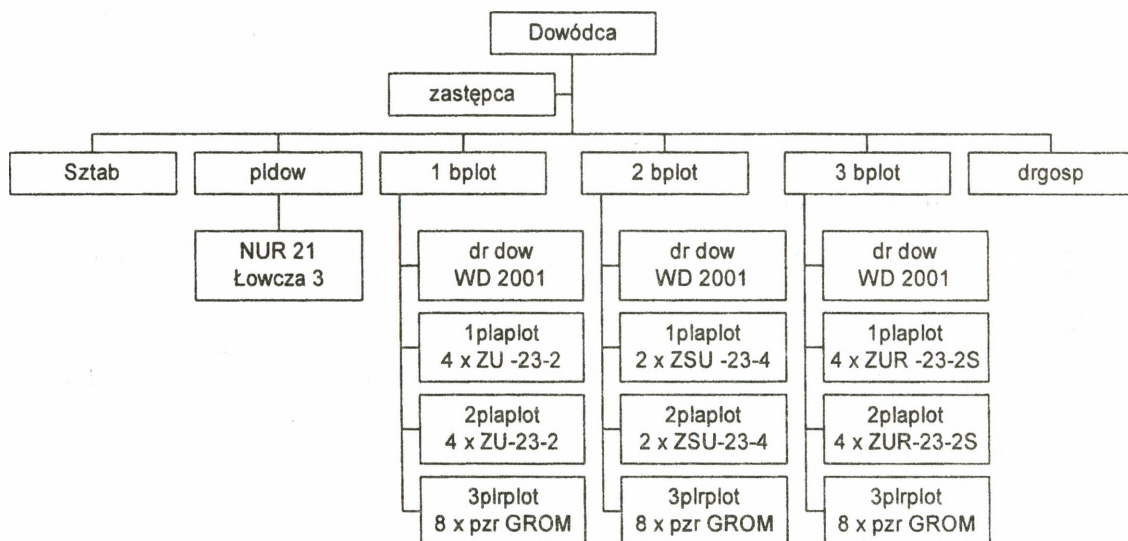 Dowódca
zastępca
Sztab
pldow
1 bplot
2 bplot
3 bplot
drgosp
NUR 21
Łowcza 3
dr dow
WD 2001
1plaplot
4 x ZU -23-2
2plaplot
4 x ZU-23-2
3plrplot
8 x pzr GROM
dr dow
WD 2001
1plaplot
2 x ZSU -23-4
2plaplot
2 x ZSU-23-4
3plrplot
8 x pzr GROM
dr dow
WD 2001
1plaplot
4 x ZUR -23-2S
2plaplot
4 x ZUR-23-2S
3plrplot
8 x pzr GROM